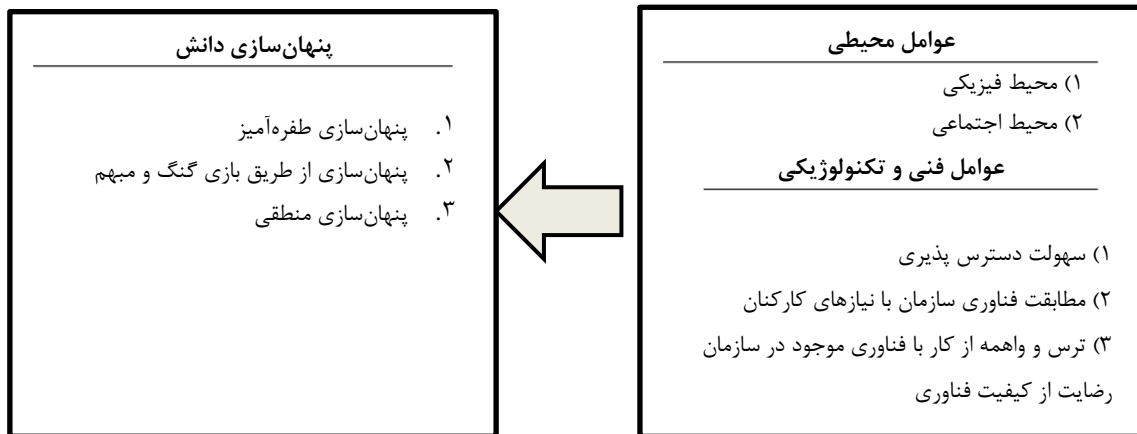 عوامل محیطی
۱) محیط فیزیکی
۲) محیط اجتماعی
عوامل فنی و تکنولوژیکی
۱) سهولت دسترس پذیری
۲) مطابقت فناوری سازمان با نیازهای کارکنان
۳) ترس و واهمه از کار با فناوری موجود در سازمان
رضایت از کیفیت فناوری
پنهان‌سازی دانش
۱. پنهان‌سازی طفره‌آمیز
۲. پنهان‌سازی از طریق بازی گنگ و مبهم
۳. پنهان‌سازی منطقی